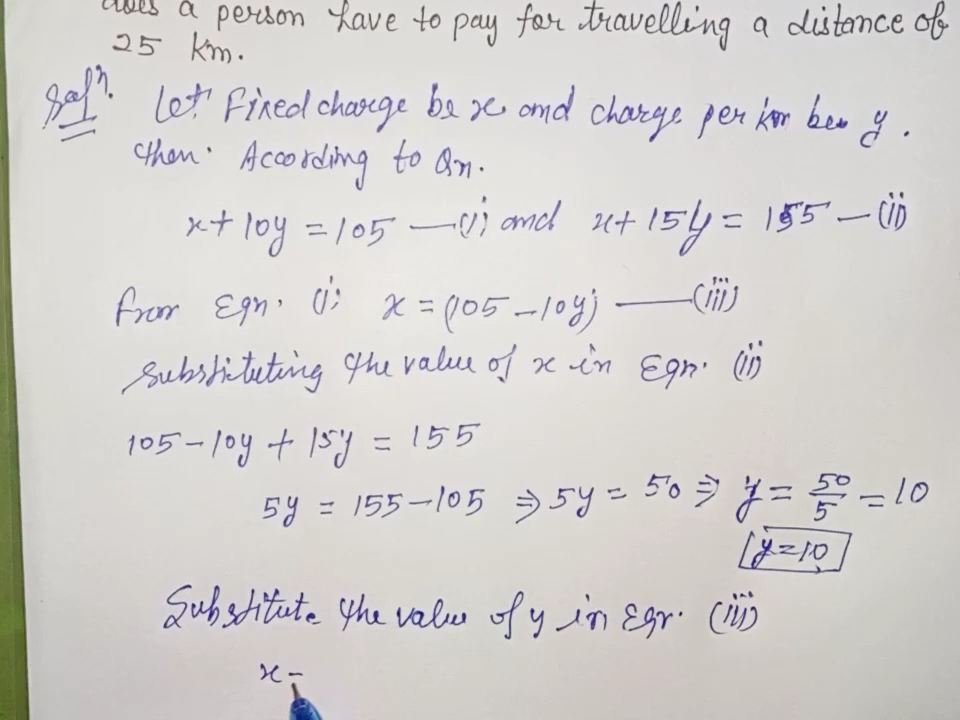 does a person have to pay for travelling a distance of
25 km.
Solⁿ. Let Fixed charge be x and charge per km be y.
then. According to Qn.
x + 10y = 105 — (i) and x + 15y = 155 — (ii)
from Eqn. (i) x = (105 - 10y) — (iii)
Substituting the value of x in Eqn. (ii)
105 - 10y + 15y = 155
5y = 155 - 105 ⇒ 5y = 50 ⇒ y = 50/5 = 10
y = 10
Substitute the value of y in Eqn. (iii)
x -